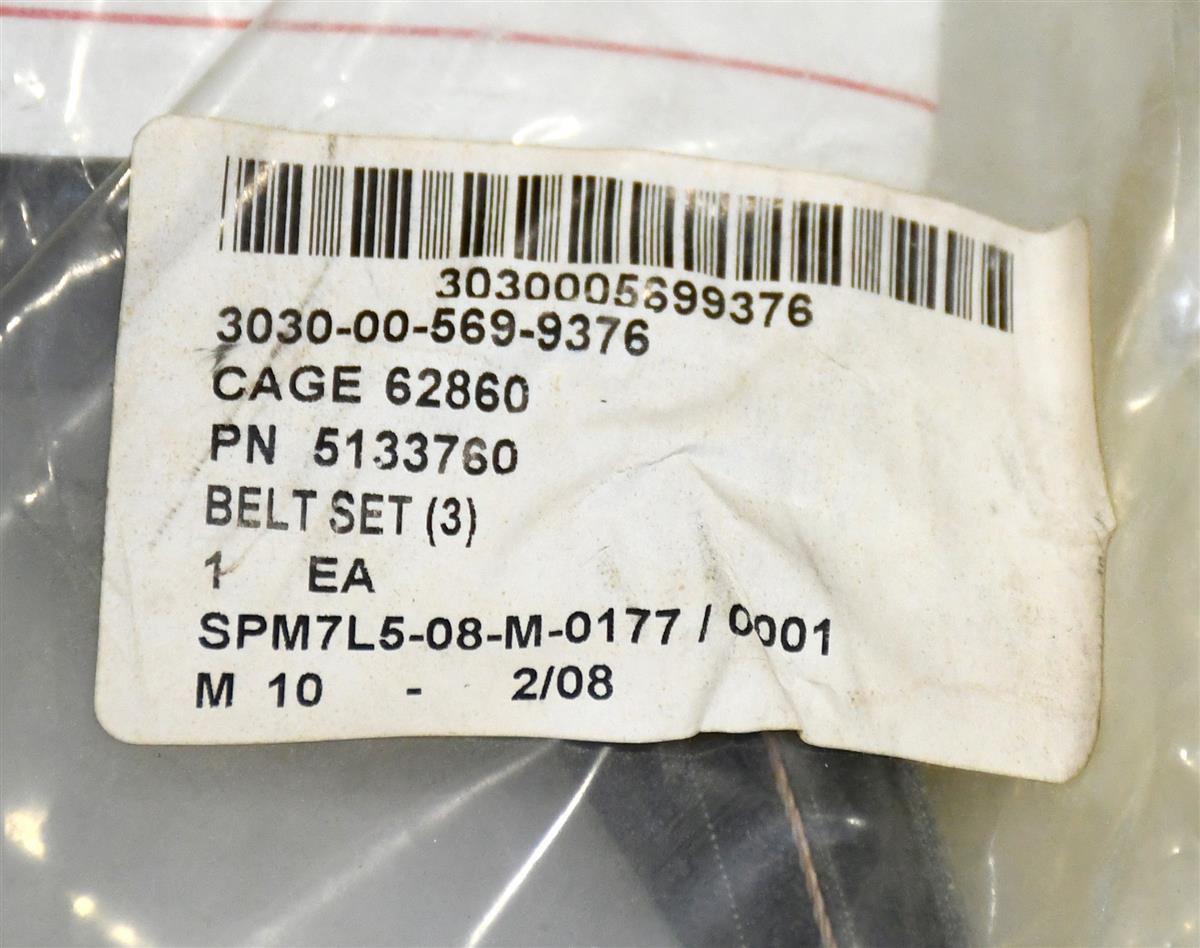 3030005699376
3030-00-569-9376
CAGE 62860
PN 5133760
BELT SET (3)
1 EA
SPM7L5-08-M-0177 / 0001
M 10 - 2/08